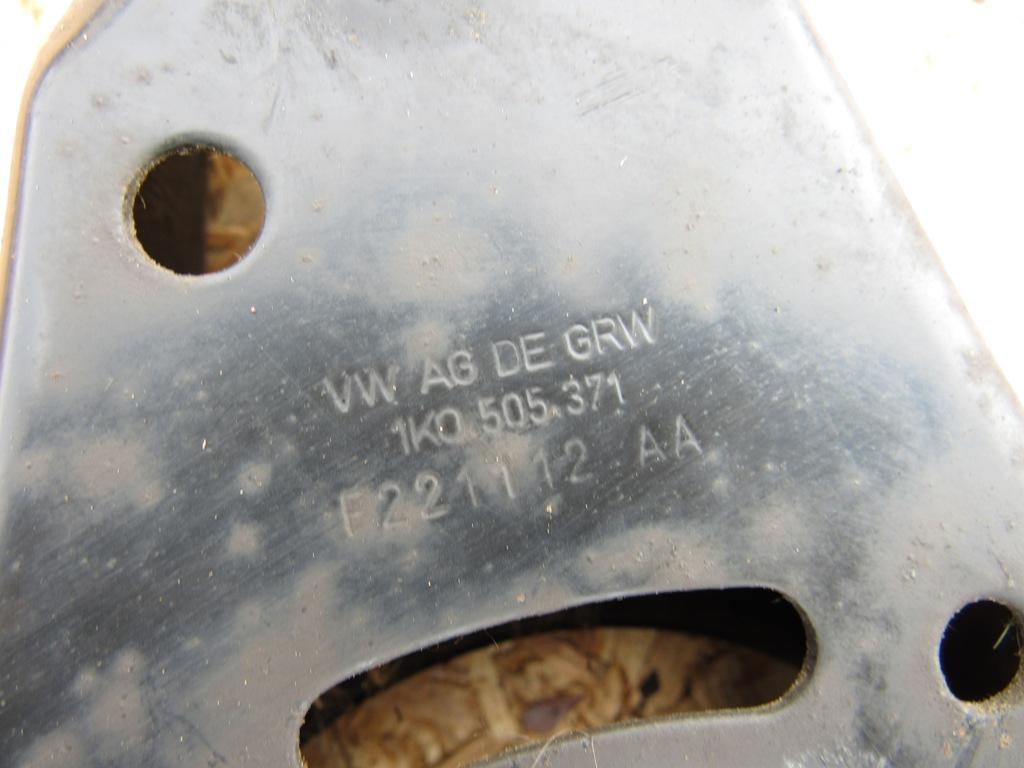 VW AG DE GRW
1K0.505.371
F221112 AA